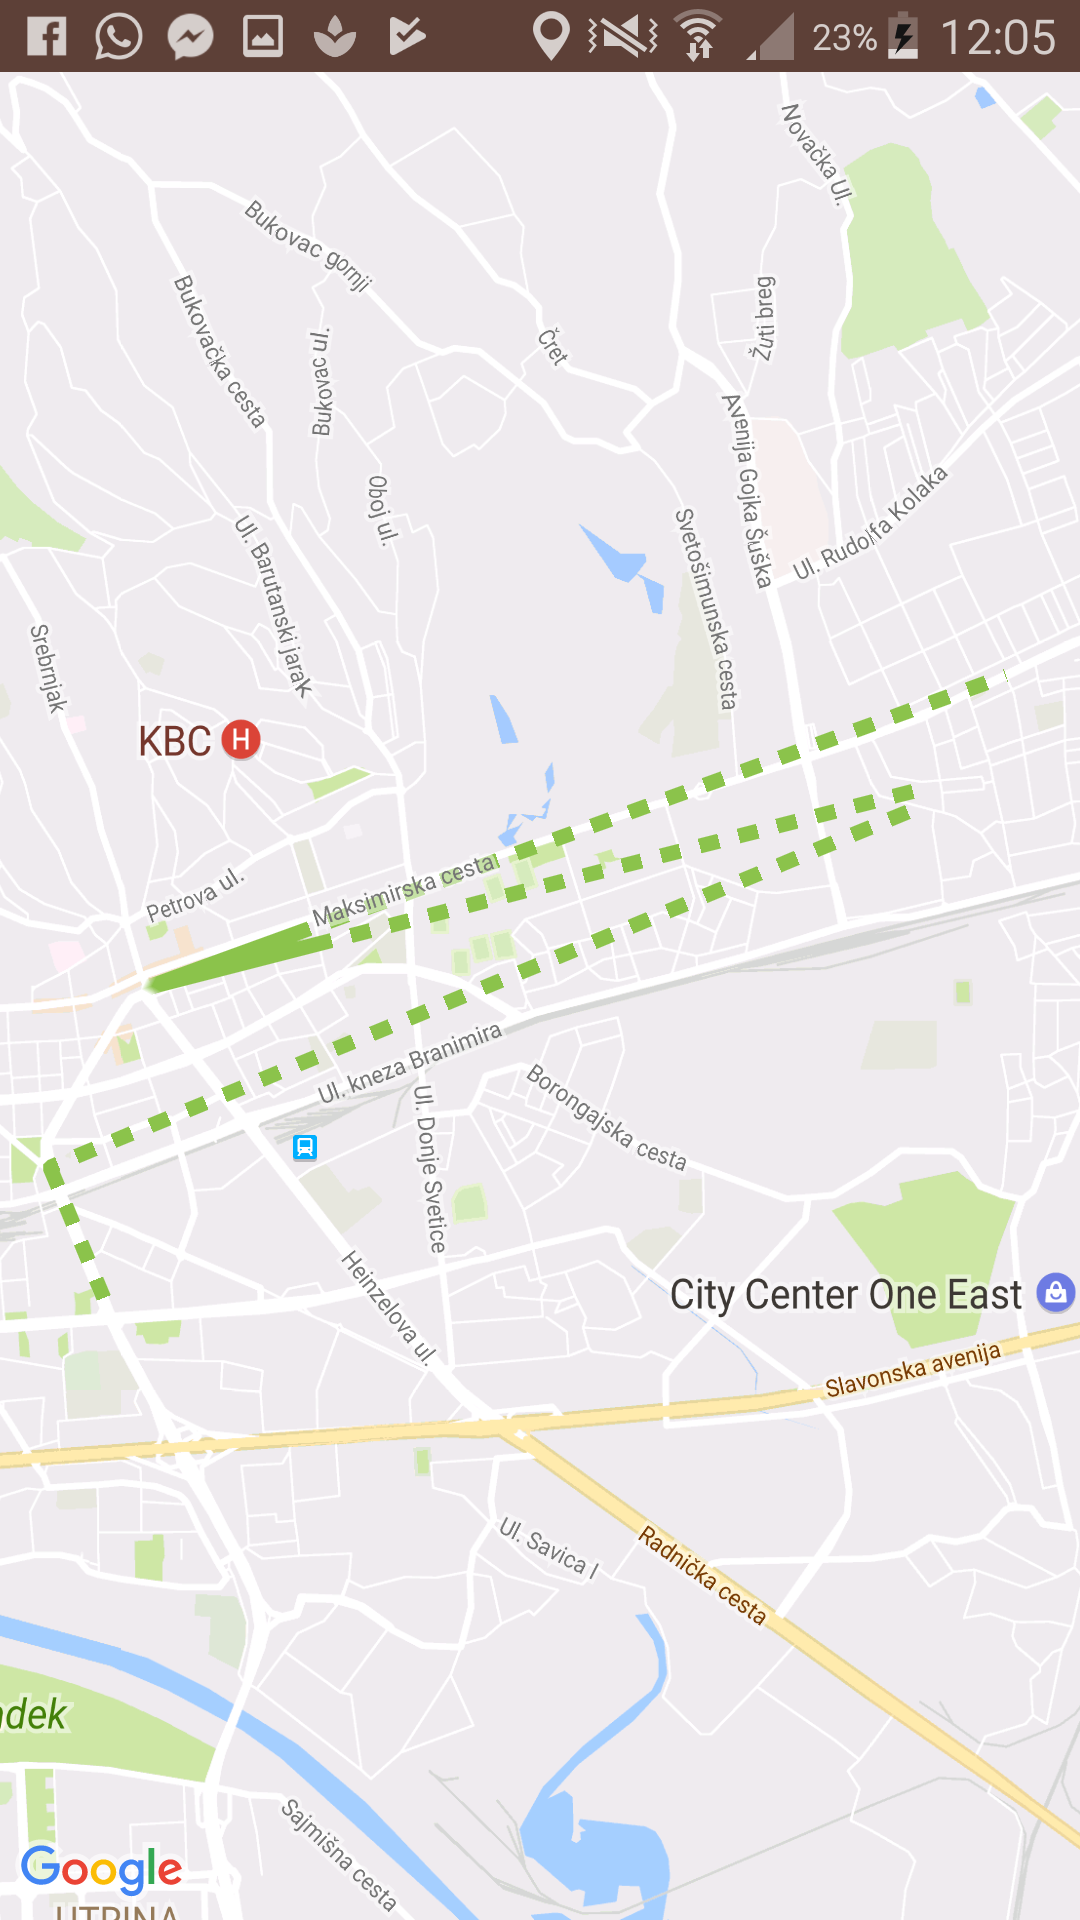 23% 12:05
Novačka Ul.
Bukovac gornji
Bukovačka cesta
Bukovac ul.
Čret
Žuti breg
Avenija Gojka Šuška
Ul. Rudolfa Kolaka
Oboj ul.
Ul. Barutanski jarak
Svetošimunska cesta
Srebrnjak
KBC H
Maksimirska cesta
Petrova ul.
Ul. kneza Branimira
Borongajska cesta
Ul. Donje Svetice
Heinzelova ul.
City Center One East
Slavonska avenija
Ul. Savica I
Radnička cesta
ndek
Sajmišna cesta
Google
UTRINA